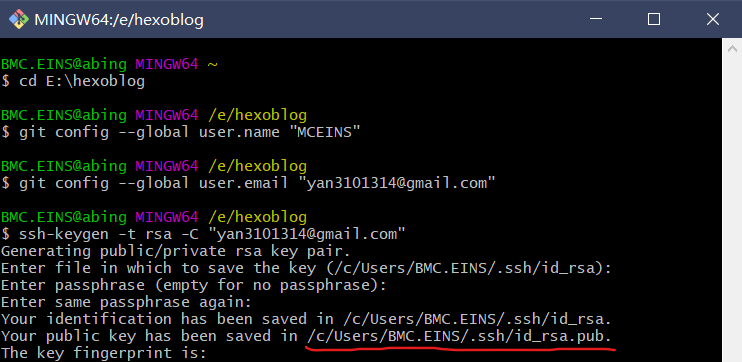 MINGW64:/e/hexoblog
BMC.EINS@abing MINGW64 ~
$ cd E:\hexoblog
BMC.EINS@abing MINGW64 /e/hexoblog
$ git config --global user.name "MCEINS"
BMC.EINS@abing MINGW64 /e/hexoblog
$ git config --global user.email "yan3101314@gmail.com"
BMC.EINS@abing MINGW64 /e/hexoblog
$ ssh-keygen -t rsa -C "yan3101314@gmail.com"
Generating public/private rsa key pair.
Enter file in which to save the key (/c/Users/BMC.EINS/.ssh/id_rsa):
Enter passphrase (empty for no passphrase):
Enter same passphrase again:
Your identification has been saved in /c/Users/BMC.EINS/.ssh/id_rsa.
Your public key has been saved in /c/Users/BMC.EINS/.ssh/id_rsa.pub.
The key fingerprint is: